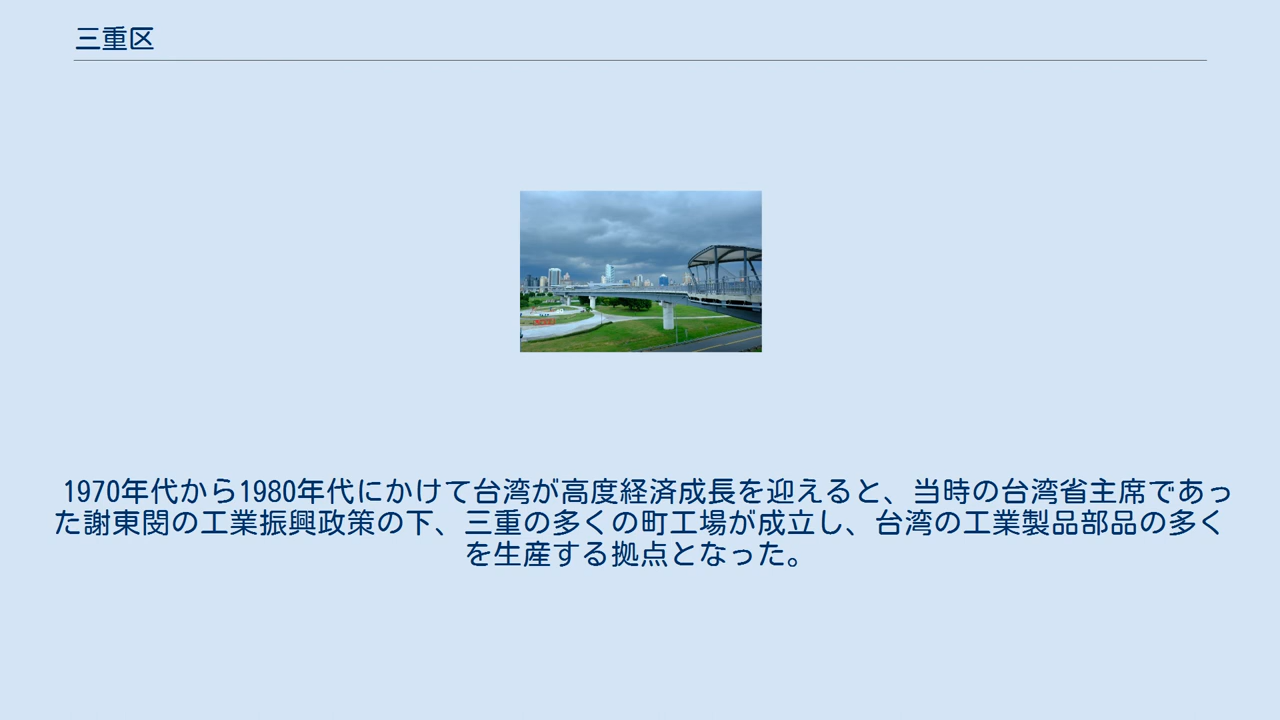 三重区
1970年代から1980年代にかけて台湾が高度経済成長を迎えると、当時の台湾省主席であっ
た謝東閔の工業振興政策の下、三重の多くの町工場が成立し、台湾の工業製品部品の多く
を生産する拠点となった。